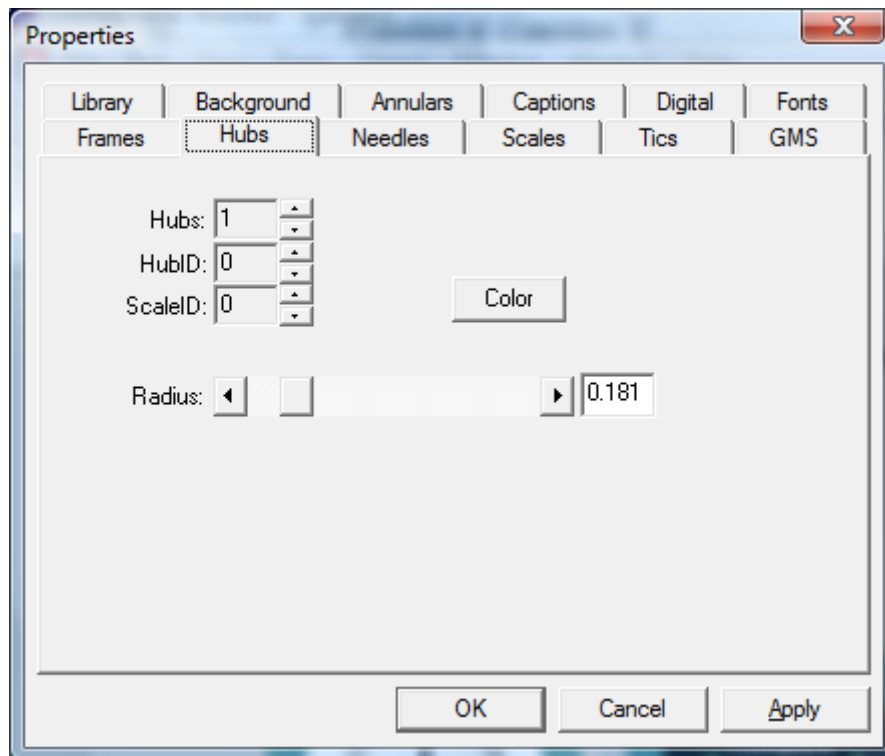 Properties
Library Background Annulars Captions Digital Fonts
Frames Hubs Needles Scales Tics GMS
Hubs: 1
HubID: 0
ScaleID: 0
Color
Radius: 0.181
OK Cancel Apply